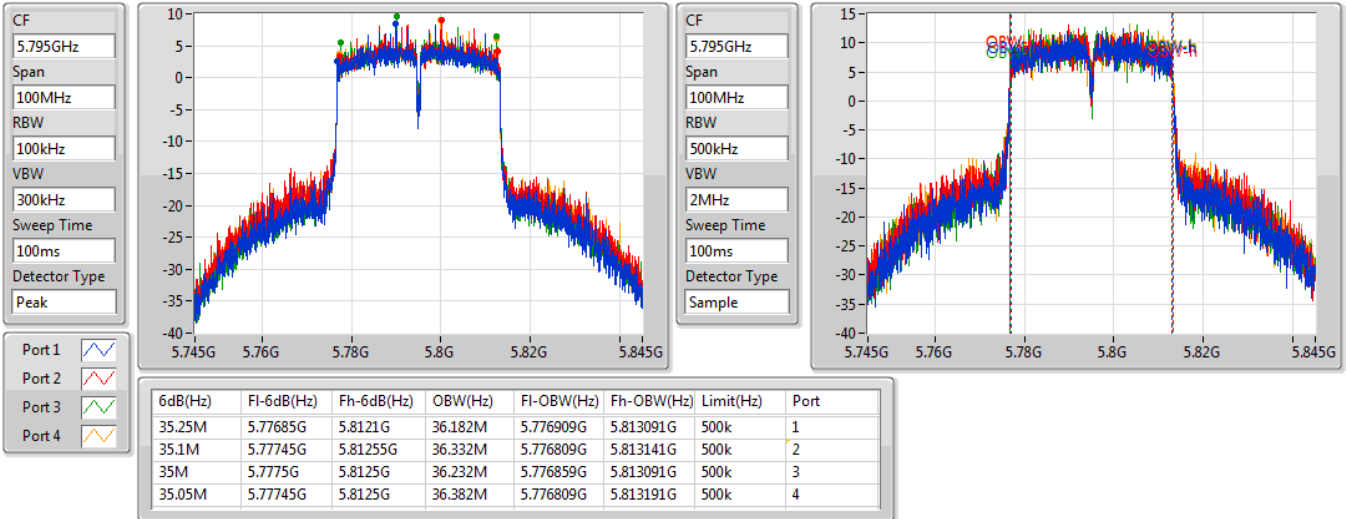 CF
5.795GHz
Span
100MHz
RBW
100kHz
VBW
300kHz
Sweep Time
100ms
Detector Type
Peak
10
5
0
-5
-10
-15
-20
-25
-30
-35
-40
5.745G 5.76G 5.78G 5.8G 5.82G 5.845G
CF
5.795GHz
Span
100MHz
RBW
500kHz
VBW
2MHz
Sweep Time
100ms
Detector Type
Sample
15
10
5
0
-5
-10
-15
-20
-25
-30
-35
-40
OBW-h
5.745G 5.76G 5.78G 5.8G 5.82G 5.845G
Port 1
Port 2
Port 3
Port 4
6dB(Hz) Fl-6dB(Hz) Fh-6dB(Hz) OBW(Hz) Fl-OBW(Hz) Fh-OBW(Hz) Limit(Hz) Port
35.25M 5.77685G 5.8121G 36.182M 5.776909G 5.813091G 500k 1
35.1M 5.77745G 5.81255G 36.332M 5.776809G 5.813141G 500k 2
35M 5.7775G 5.8125G 36.232M 5.776859G 5.813091G 500k 3
35.05M 5.77745G 5.8125G 36.382M 5.776809G 5.813191G 500k 4